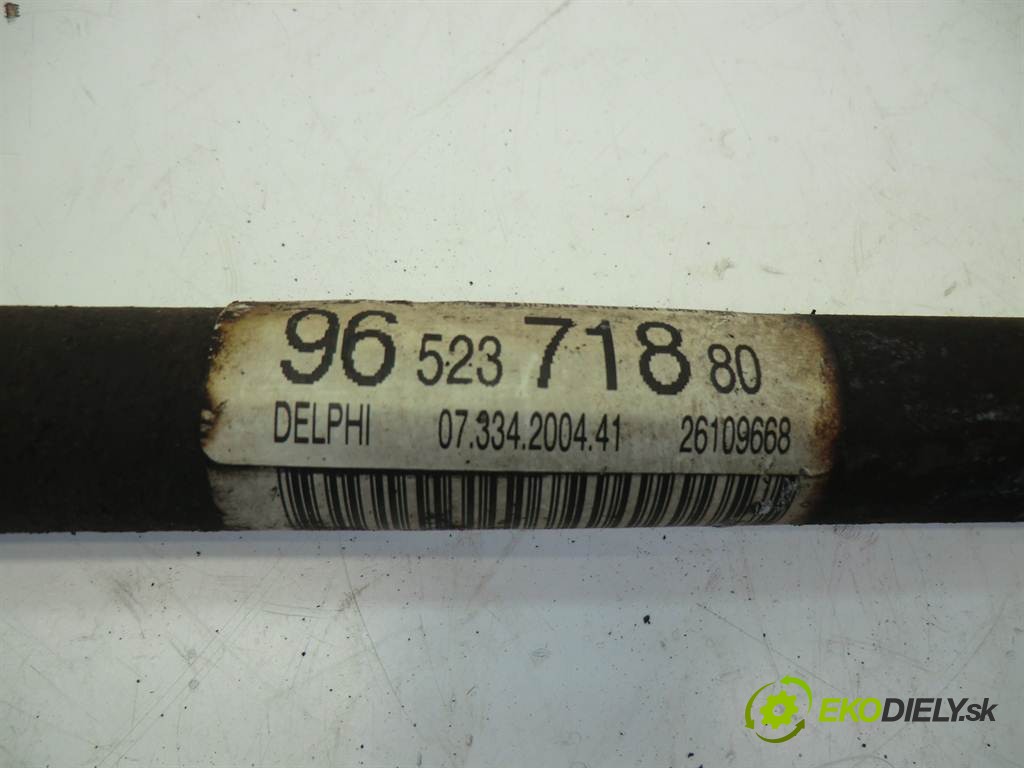 96 523 718 80
DELPHI 07.334.2004.41 26109668
EKODIELY.sk